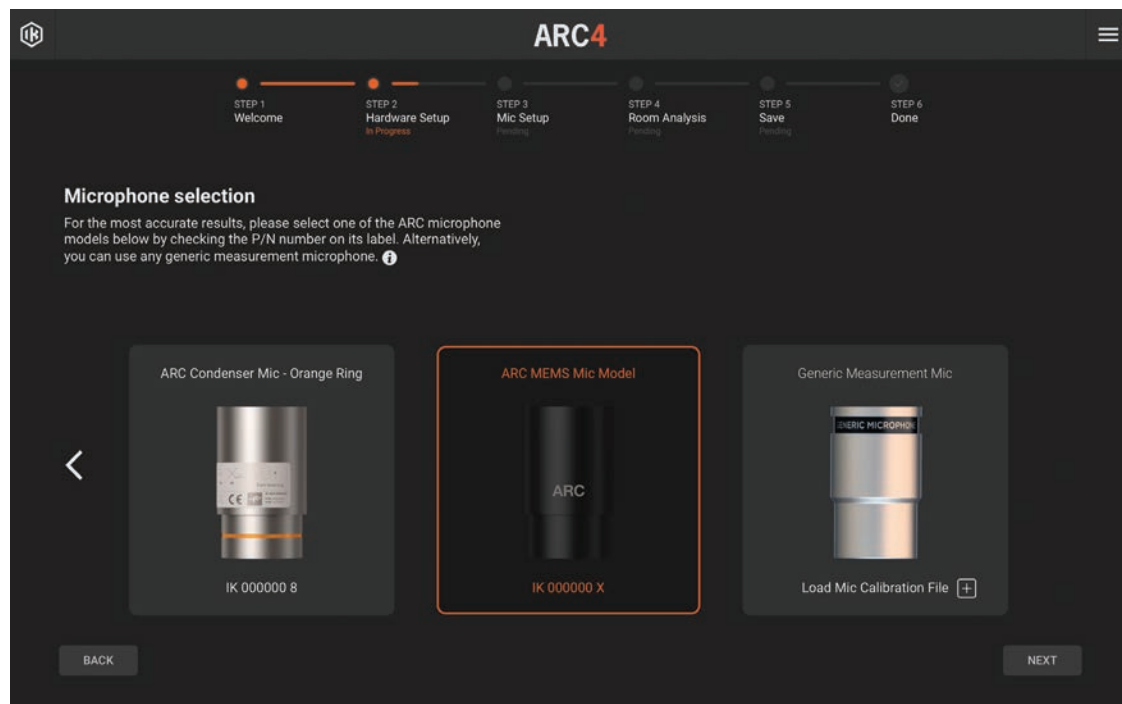 ARC4
STEP 1
Welcome
STEP 2
Hardware Setup
In Progress
STEP 3
Mic Setup
Pending
STEP 4
Room Analysis
Pending
STEP 5
Save
Pending
STEP 6
Done
Microphone selection
For the most accurate results, please select one of the ARC microphone
models below by checking the P/N number on its label. Alternatively,
you can use any generic measurement microphone.
ARC Condenser Mic - Orange Ring
CE
IK 000000 8
ARC MEMS Mic Model
ARC
IK 000000 X
Generic Measurement Mic
Load Mic Calibration File
BACK
NEXT